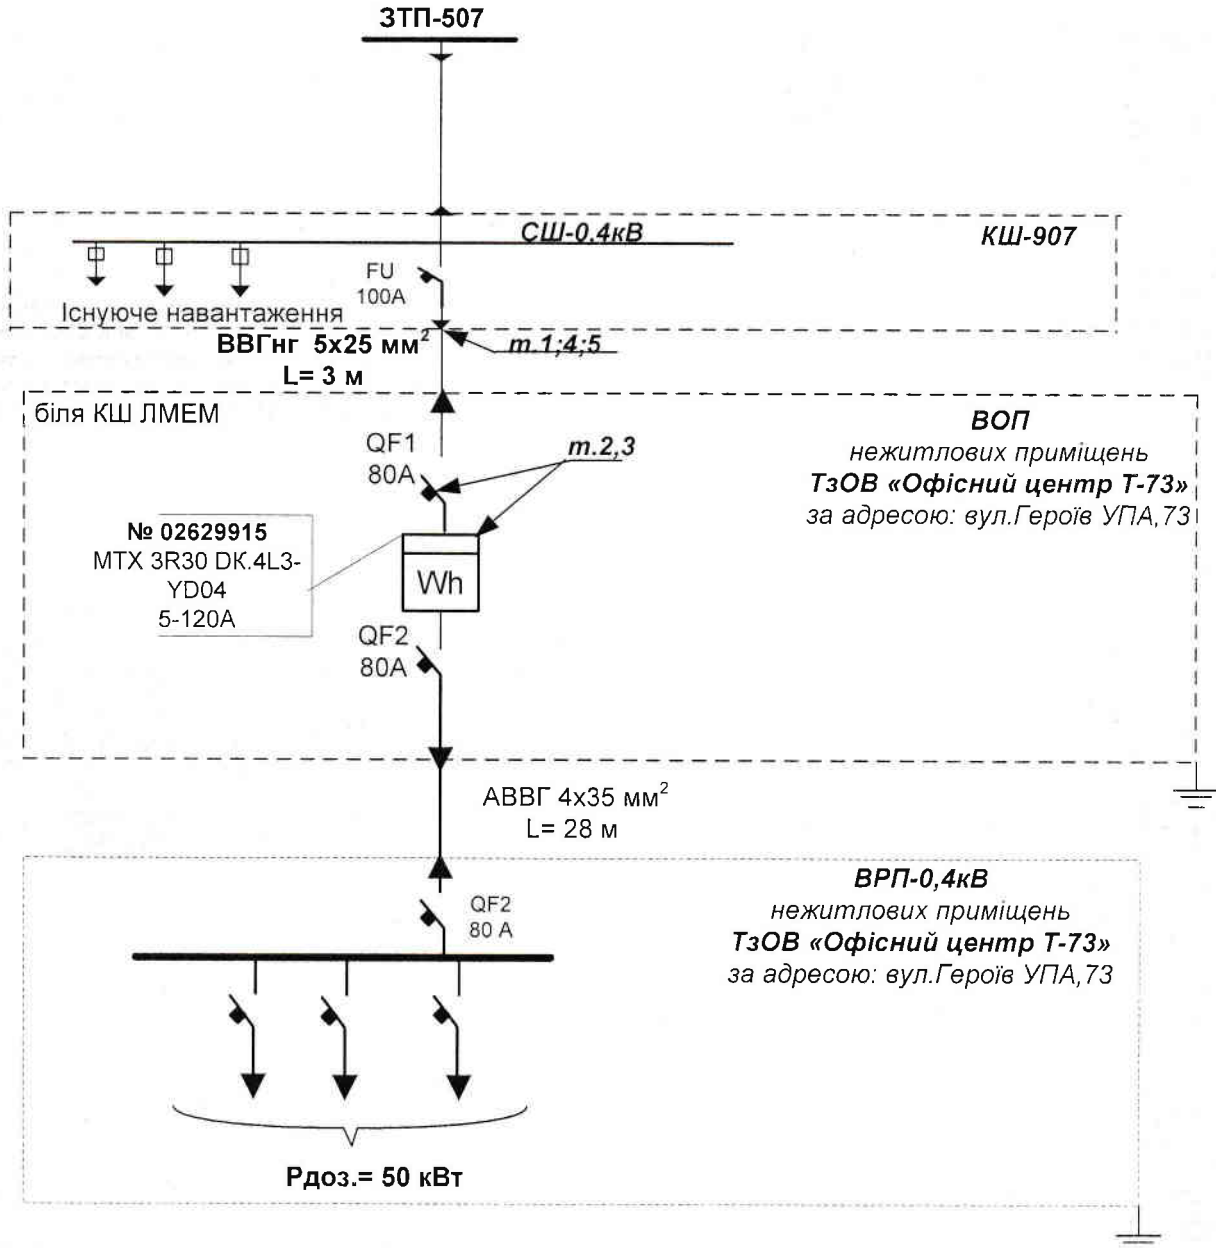 ЗТП-507
СШ-0,4кВ
КШ-907
FU
100А
Існуюче навантаження
ВВГнг 5х25 мм²
L= 3 м
т.1;4;5
біля КШ ЛМЕМ
ВОП
нежитлових приміщень
ТзОВ «Офісний центр Т-73»
за адресою: вул.Героїв УПА,73
QF1
80А
т.2,3
№ 02629915
МТХ 3R30 DK.4L3-
YD04
5-120А
Wh
QF2
80А
АВВГ 4х35 мм²
L= 28 м
ВРП-0,4кВ
нежитлових приміщень
ТзОВ «Офісний центр Т-73»
за адресою: вул.Героїв УПА,73
QF2
80 А
Рдоз.= 50 кВт